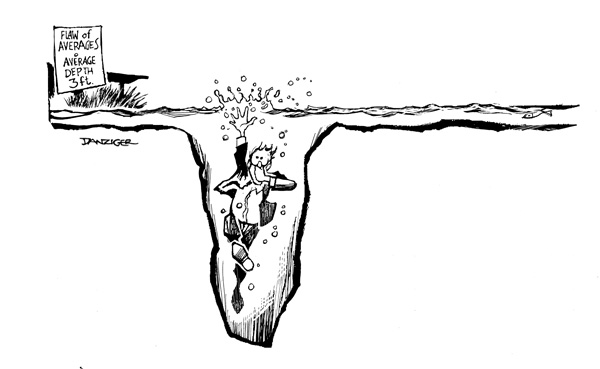 FLAW of
AVERAGES
AVERAGE
DEPTH
3 ft.
DANZIGER